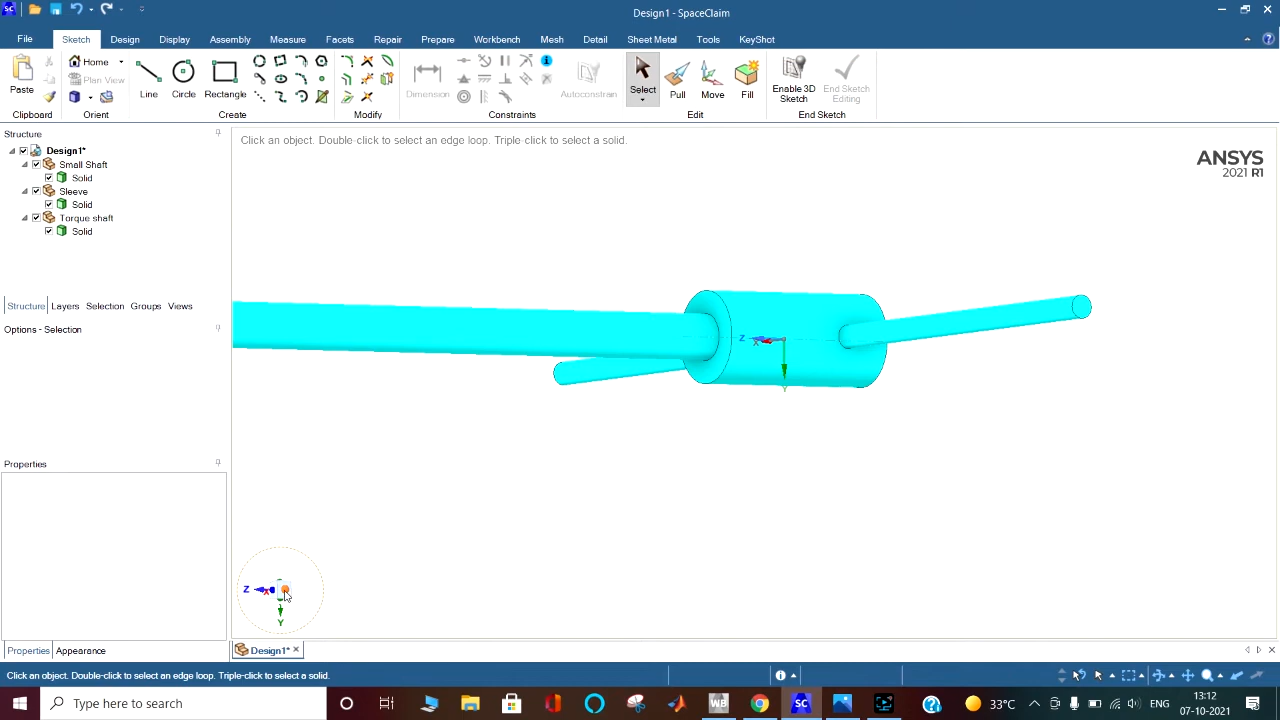 SC
Design1 - SpaceClaim
File Sketch Design Display Assembly Measure Facets Repair Prepare Workbench Mesh Detail Sheet Metal Tools KeyShot
Paste
Home
Plan View
Line Circle Rectangle
Dimension
Autoconstrain
Select Pull Move Fill
Enable 3D Sketch
End Sketch Editing
Clipboard Orient Create Modify Constraints Edit End Sketch
Structure
Click an object. Double-click to select an edge loop. Triple-click to select a solid.
Design1*
Small Shaft
Solid
Sleeve
Solid
Torque shaft
Solid
ANSYS
2021 R1
Structure Layers Selection Groups Views
Options - Selection
Z X
Y
Properties
Z X
Y
Properties Appearance
Design1*
Click an object. Double-click to select an edge loop. Triple-click to select a solid.
Type here to search
WB
SC
33°C
ENG
13:12
07-10-2021